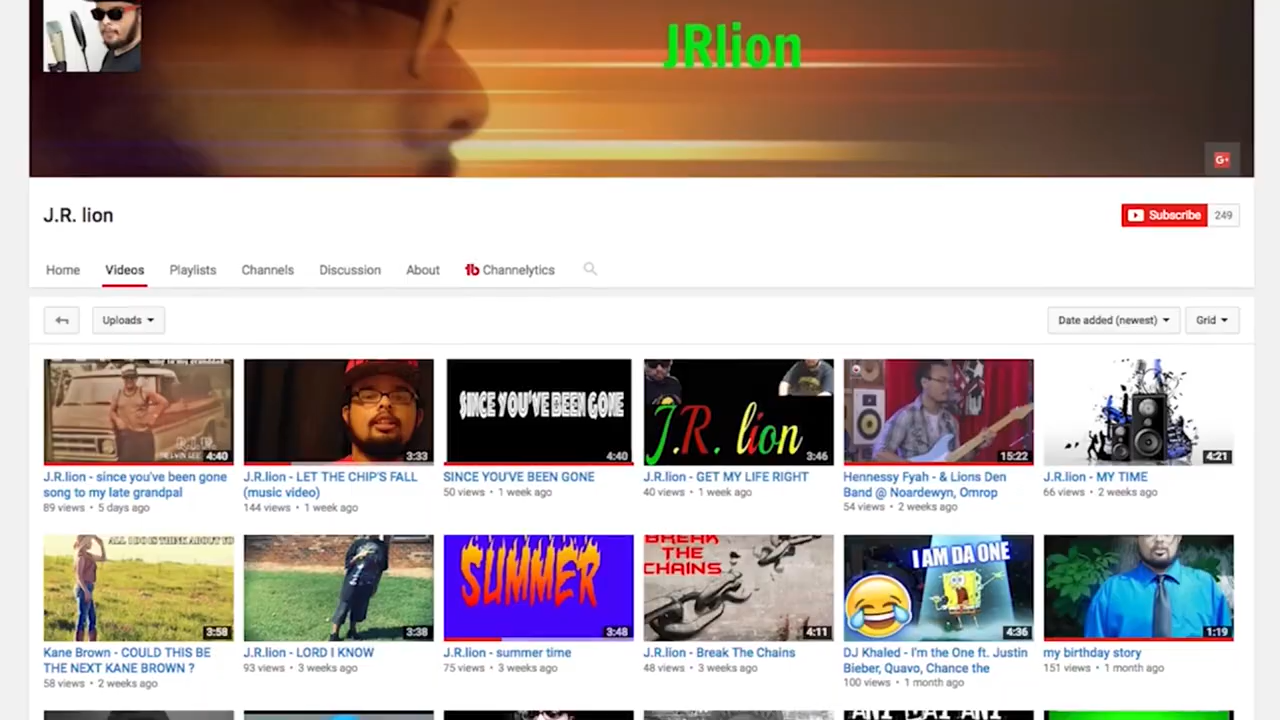 JRlion
G+
J.R. lion
Subscribe 249
Home Videos Playlists Channels Discussion About Channelytics
Uploads Date added (newest) Grid
R.I.P.
4:40
3:33
SINCE YOU'VE BEEN GONE
4:40
J.R. lion
3:46
15:22
4:21
J.R.lion - since you've been gone
song to my late grandpal
89 views • 5 days ago
J.R.lion - LET THE CHIP'S FALL
(music video)
144 views • 1 week ago
SINCE YOU'VE BEEN GONE
50 views • 1 week ago
J.R.lion - GET MY LIFE RIGHT
40 views • 1 week ago
Hennessy Fyah - & Lions Den
Band @ Noardewyn, Omrop
54 views • 2 weeks ago
J.R.lion - MY TIME
66 views • 2 weeks ago
ALL I DO IS THINK ABOUT YO
3:58
3:38
SUMMER
3:48
BREAK
THE
CHAINS
4:11
I AM DA ONE
4:36
1:19
Kane Brown - COULD THIS BE
THE NEXT KANE BROWN ?
58 views • 2 weeks ago
J.R.lion - LORD I KNOW
93 views • 3 weeks ago
J.R.lion - summer time
75 views • 3 weeks ago
J.R.lion - Break The Chains
48 views • 3 weeks ago
DJ Khaled - I'm the One ft. Justin
Bieber, Quavo, Chance the
100 views • 1 month ago
my birthday story
151 views • 1 month ago